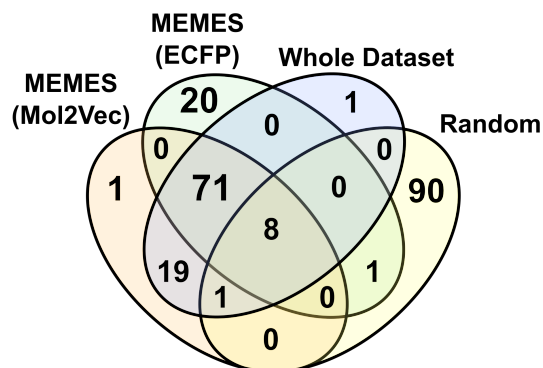 MEMES
(ECFP)
Whole Dataset
MEMES
(Mol2Vec)
Random
20
1
0
0
0
1
71
0
90
8
19
1
1
0
0